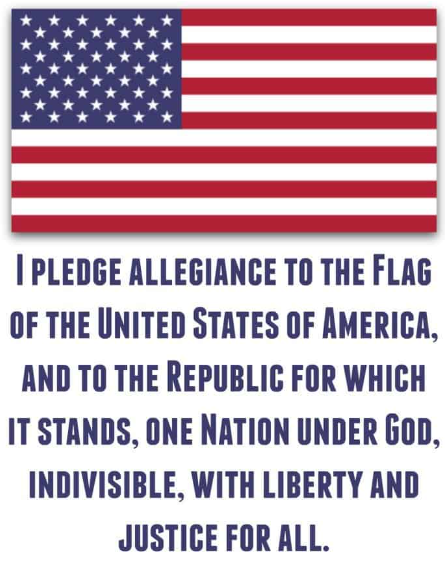 I pledge allegiance to the Flag
of the United States of America,
and to the Republic for which
it stands, one Nation under God,
indivisible, with liberty and
justice for all.